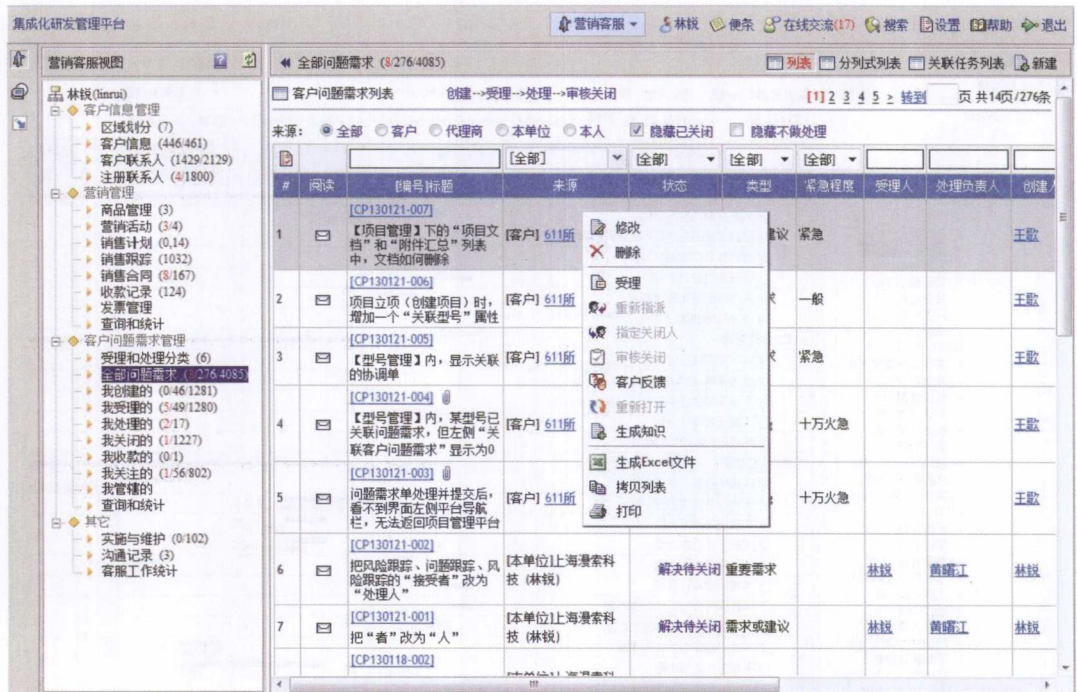 集成化研发管理平台
营销客服 林锐 便条 在线交流(17) 搜索 设置 帮助 退出
营销客服视图
全部问题需求 (8/276/4085) 列表 分列式列表 关联任务列表 新建
林锐(linrui)
客户信息管理
区域划分 (7)
客户信息 (446/461)
客户联系人 (1429/2129)
注册联系人 (4/1800)
营销管理
商品管理 (3)
营销活动 (3/4)
销售计划 (0,14)
销售跟踪 (1032)
销售合同 (8/167)
收款记录 (124)
发票管理
查询和统计
客户问题需求管理
受理和处理分类 (6)
全部问题需求 (8/276/4085)
我创建的 (0/46/1281)
我受理的 (5/49/1280)
我处理的 (2/17)
我关闭的 (1/1227)
我收款的 (0/1)
我关注的 (1/56/802)
我管辖的
查询和统计
其它
实施与维护 (0/102)
沟通记录 (3)
客服工作统计
客户问题需求列表 创建-->受理-->处理-->审核关闭 [1] 2 3 4 5 > 转到 页 共14页/276条
来源: 全部 客户 代理商 本单位 本人 隐藏已关闭 隐藏不做处理
[全部] [全部] [全部] [全部]
# 阅读 [编号]标题 来源 状态 类型 紧急程度 受理人 处理负责人 创建人
[CP130121-007]
1 【项目管理】下的“项目文
档”和“附件汇总”列表
中，文档如何删除
[客户] 611所 建议 紧急 王歌
[CP130121-006]
2 项目立项（创建项目）时，
增加一个“关联型号”属性
[客户] 611所 求 一般 王歌
[CP130121-005]
3 【型号管理】内，显示关联
的协调单
[客户] 611所 求 紧急 王歌
[CP130121-004]
4 【型号管理】内，某型号已
关联问题需求，但左侧“关
联客户问题需求”显示为0
[客户] 611所 十万火急 王歌
[CP130121-003]
5 问题需求单处理并提交后，
看不到界面左侧平台导航
栏，无法返回项目管理平台
[客户] 611所 十万火急 王歌
[CP130121-002]
6 把风险跟踪、问题跟踪、风
险跟踪的“接受者”改为
“处理人”
[本单位]上海漫索科
技 (林锐)
解决待关闭 重要需求 林锐 黄曙江 林锐
[CP130121-001]
7 把“者”改为“人”
[本单位]上海漫索科
技 (林锐)
解决待关闭 需求或建议 林锐 黄曙江 林锐
[CP130118-002]
[本单位]上海漫索科
修改
删除
受理
重新指派
指定关闭人
审核关闭
客户反馈
重新打开
生成知识
生成Excel文件
拷贝列表
打印